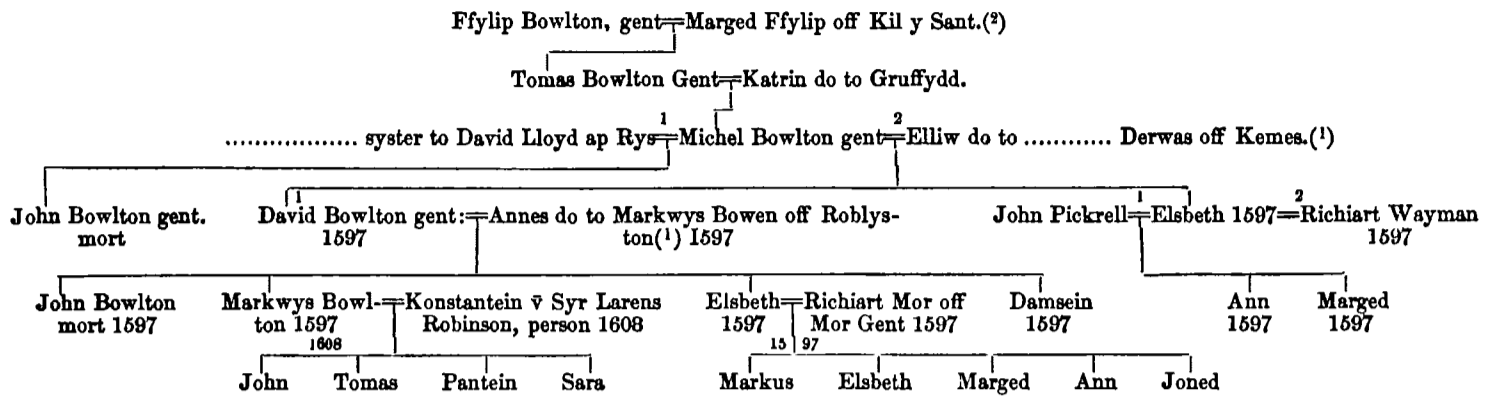 Ffylip Bowlton, gent Marged Ffylip off Kil y Sant.(²)
Tomas Bowlton Gent Katrin do to Gruffydd.
1 2
.................. syster to David Lloyd ap Rys Michel Bowlton gent Elliw do to ............ Derwas off Kemes.(¹)
1 1 2
John Bowlton gent. David Bowlton gent: Annes do to Markwys Bowen off Roblys- John Pickrell Elsbeth 1597 Richiart Wayman
mort 1597 ton(¹) 1597 1597
John Bowlton Markwys Bowl- Konstantein v̄ Syr Larens Elsbeth Richiart Mor off Damsein Ann Marged
mort 1597 ton 1597 Robinson, person 1608 1597 Mor Gent 1597 1597 1597 1597
1608 15 97
John Tomas Pantein Sara Markus Elsbeth Marged Ann Joned